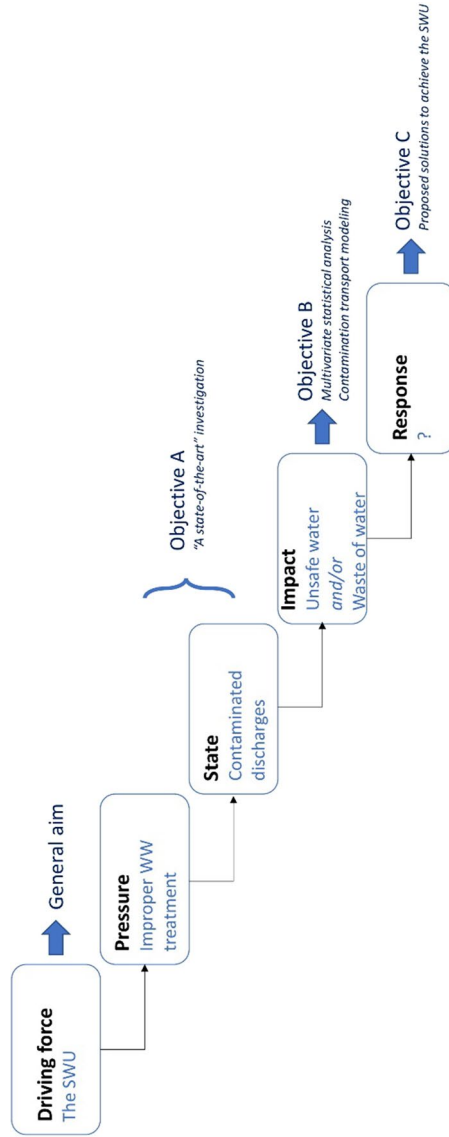 Driving force
The SWU
General aim
Pressure
Improper WW
treatment
State
Contaminated
discharges
Objective A
"A state-of-the-art" investigation
Impact
Unsafe water
and/or
Waste of water
Objective B
Multivariate statistical analysis
Contamination transport modeling
Response
?
Objective C
Proposed solutions to achieve the SWU